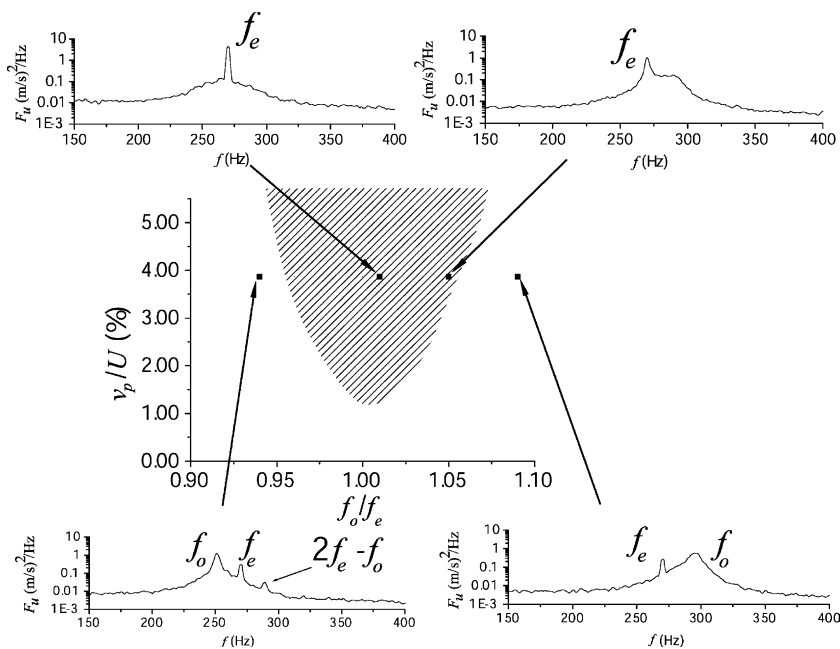 f_e
F_u (m/s)^2/Hz
10
1
0.1
0.01
1E-3
150 200 250 300 350 400
f (Hz)
f_e
F_u (m/s)^2/Hz
10
1
0.1
0.01
1E-3
150 200 250 300 350 400
f (Hz)
v_p/U (%)
5.00
4.00
3.00
2.00
1.00
0.00
0.90 0.95 1.00 1.05 1.10
f_o/f_e
f_o f_e 2f_e -f_o
F_u (m/s)^2/Hz
10
1
0.1
0.01
1E-3
150 200 250 300 350 400
f (Hz)
f_e f_o
F_u (m/s)^2/Hz
10
1
0.1
0.01
1E-3
150 200 250 300 350 400
f (Hz)